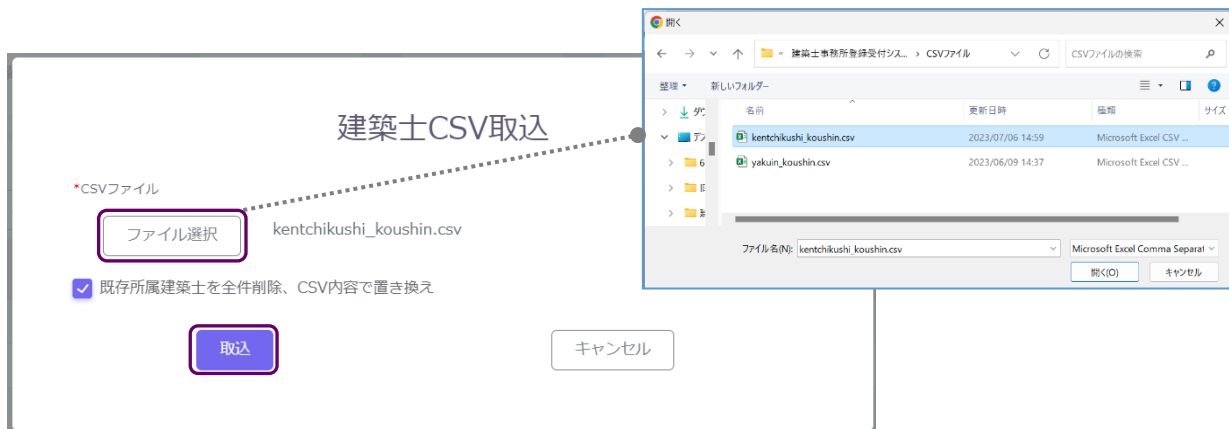 開く
建築士事務所登録受付シス... › CSVファイル
CSVファイルの検索
整理
新しいフォルダー
名前
更新日時
種類
サイズ
kentchikushi_koushin.csv
2023/07/06 14:59
Microsoft Excel CSV ...
yakuin_koushin.csv
2023/06/09 14:37
Microsoft Excel CSV ...
6
ファイル名(N):
kentchikushi_koushin.csv
Microsoft Excel Comma Separat
開く(O)
キャンセル
建築士CSV取込
*CSVファイル
ファイル選択
kentchikushi_koushin.csv
既存所属建築士を全件削除、CSV内容で置き換え
取込
キャンセル